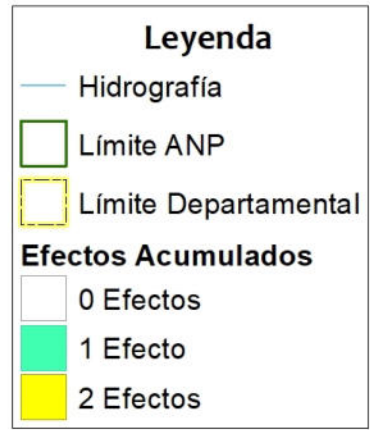 Leyenda
Hidrografía
Límite ANP
Límite Departamental
Efectos Acumulados
0 Efectos
1 Efecto
2 Efectos